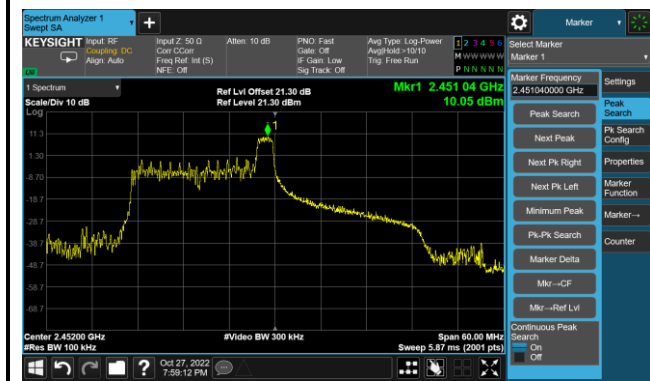 Spectrum Analyzer 1
Swept SA
+
Marker
KEYSIGHT
Input: RF
Coupling: DC
Align: Auto
Input Z: 50 Ω
Corr CCorr
Freq Ref: Int (S)
NFE: Off
Atten: 10 dB
PNO: Fast
Gate: Off
IF Gain: Low
Sig Track: Off
Avg Type: Log-Power
Avg|Hold:>10/10
Trig: Free Run
1 2 3 4 5 6
M W W W W W
P N N N N N
Select Marker
Marker 1
1 Spectrum
Scale/Div 10 dB
Log
Ref Lvl Offset 21.30 dB
Ref Level 21.30 dBm
Mkr1 2.451 04 GHz
10.05 dBm
1
11.3
1.30
-8.70
-18.7
-28.7
-38.7
-48.7
-58.7
-68.7
Center 2.45200 GHz
#Res BW 100 kHz
#Video BW 300 kHz
Span 60.00 MHz
Sweep 5.87 ms (2001 pts)
Marker Frequency
2.451040000 GHz
Peak Search
Next Peak
Next Pk Right
Next Pk Left
Minimum Peak
Pk-Pk Search
Marker Delta
Mkr→CF
Mkr→Ref Lvl
Continuous Peak
Search
On
Off
Settings
Peak
Search
Pk Search
Config
Properties
Marker
Function
Marker→
Counter
?
Oct 27, 2022
7:59:12 PM